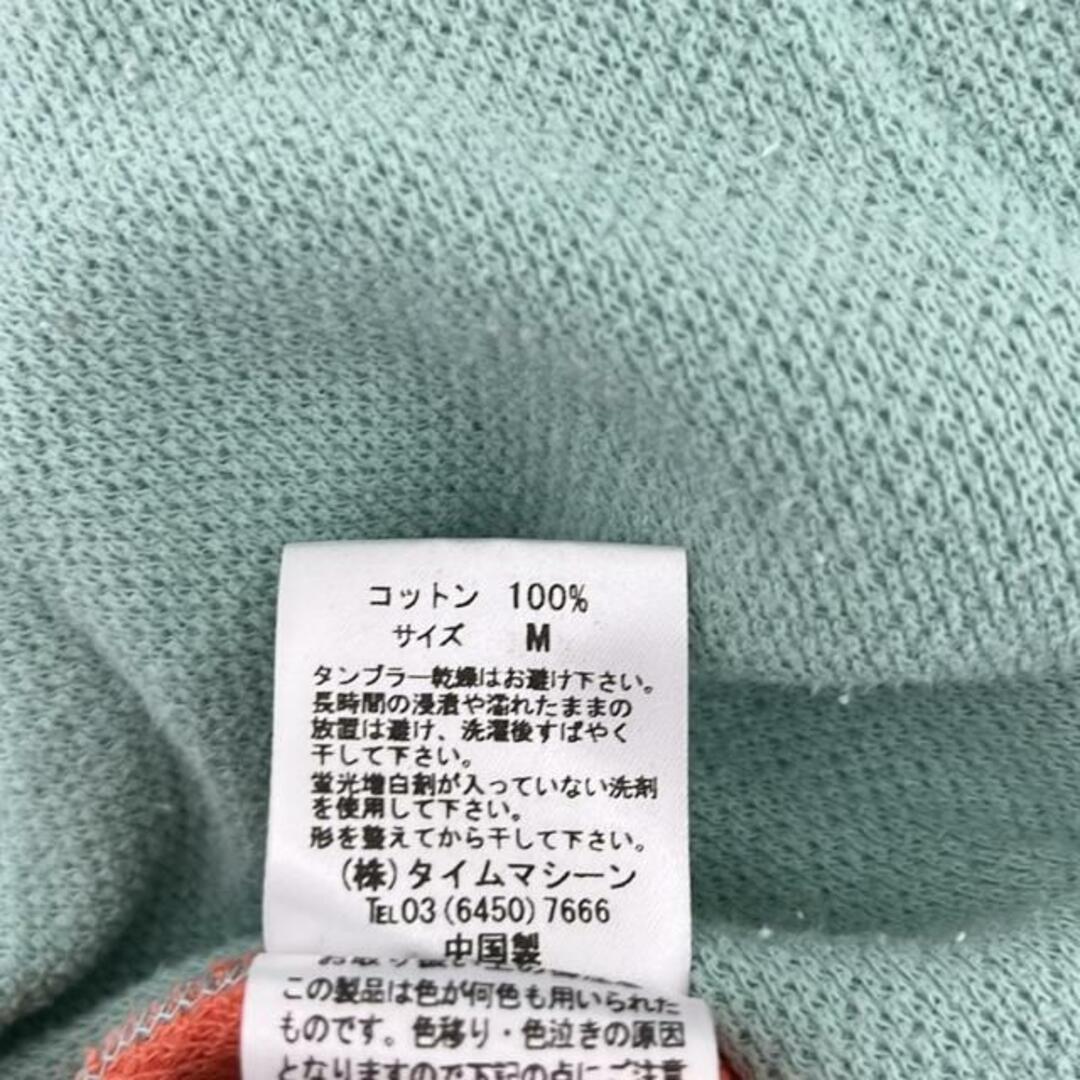 コットン 100%
サイズ M
タンブラー乾燥はお避け下さい。
長時間の浸漬や濡れたままの
放置は避け、洗濯後すばやく
干して下さい。
蛍光増白剤が入っていない洗剤
を使用して下さい。
形を整えてから干して下さい。
(株)タイムマシーン
TEL03(6450)7666
中国製
この製品は色が何色も用いられた
ものです。色移り・色泣きの原因
となりますので下記の点にご注意